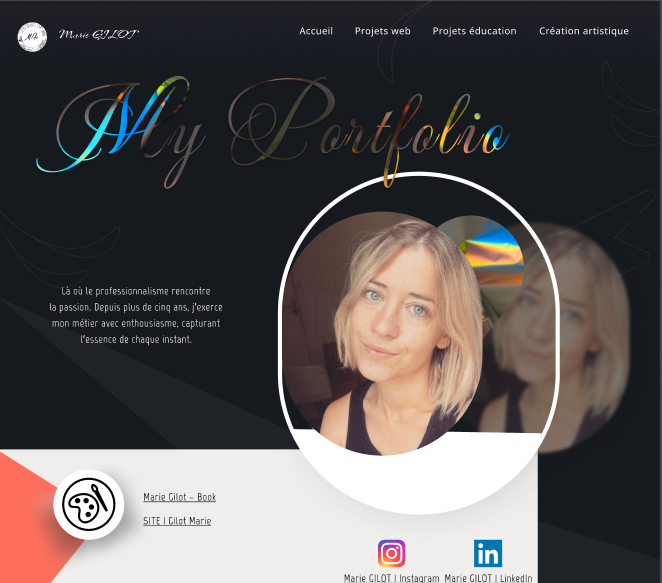 Marie GILOT
Accueil Projets web Projets éducation Création artistique
My Portfolio
Là où le professionnalisme rencontre
la passion. Depuis plus de cinq ans, j'exerce
mon métier avec enthousiasme, capturant
l'essence de chaque instant.
Marie Gilot – Book
SITE | Gilot Marie
in
Marie GILOT | Instagram Marie GILOT | LinkedIn